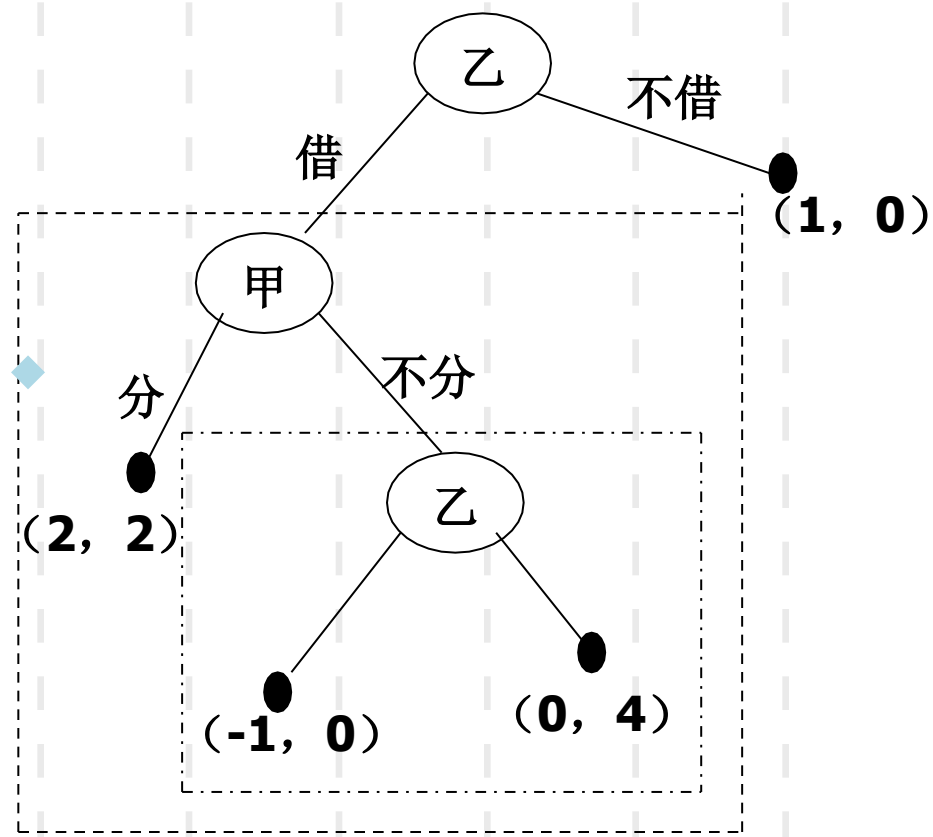 乙
不借
借
（1，0）
甲
不分
分
乙
（2，2）
（0，4）
（-1，0）